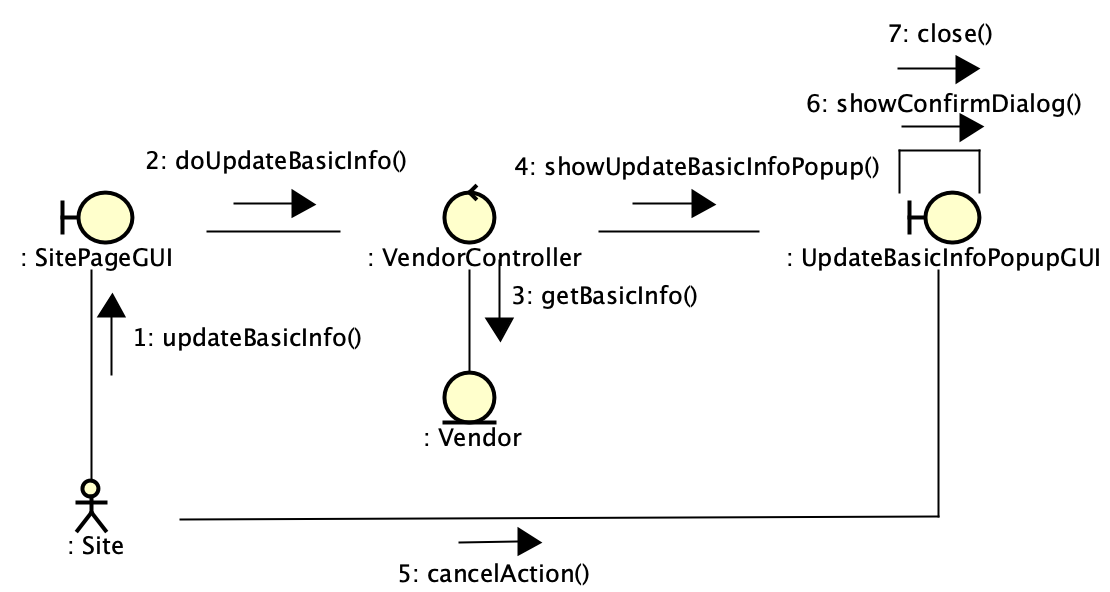 7: close()
6: showConfirmDialog()
2: doUpdateBasicInfo()
4: showUpdateBasicInfoPopup()
: SitePageGUI
: VendorController
: UpdateBasicInfoPopupGUI
3: getBasicInfo()
1: updateBasicInfo()
: Vendor
: Site
5: cancelAction()